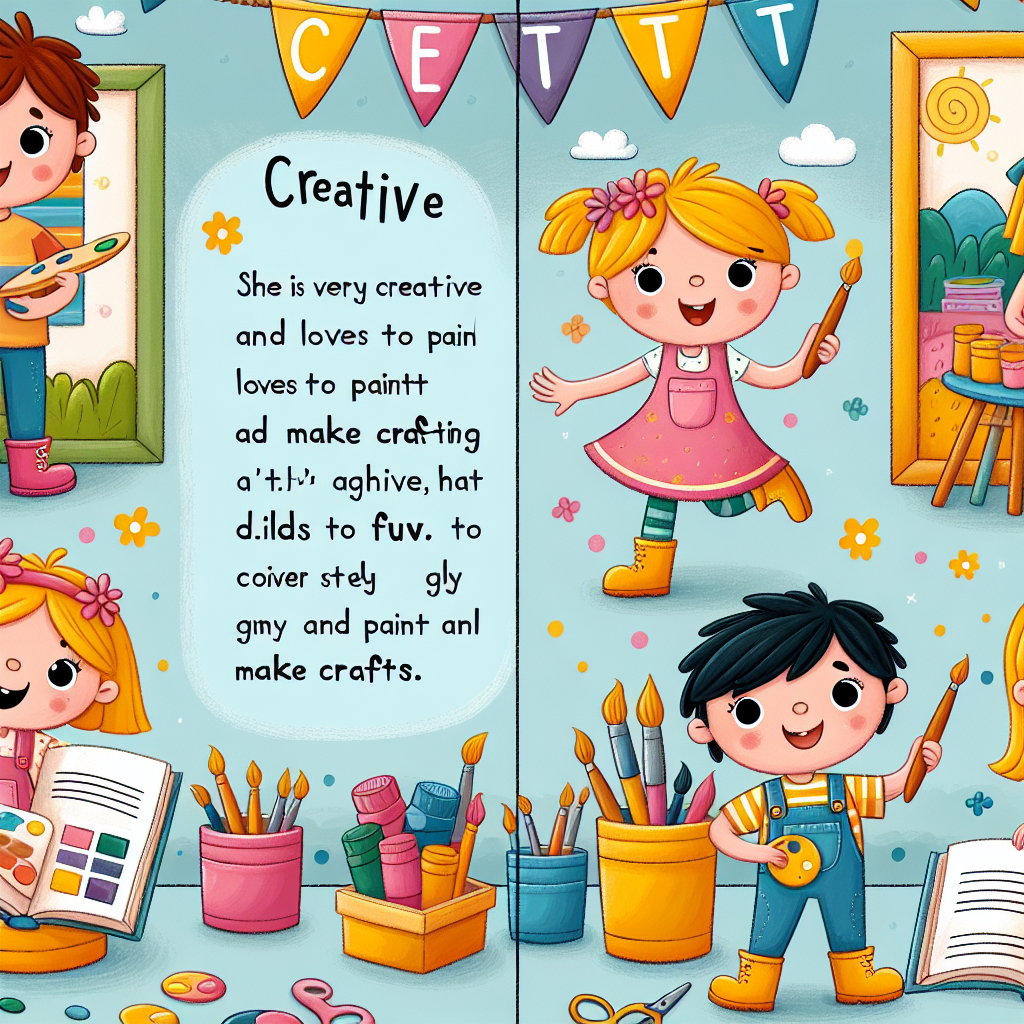 CETTT
Creative
She is very creative
and loves to pain
loves to paintt
ad make crafting
aghive, hat
d.ilds to fuv. to
coiver stely gly
gmy and paint anl
make crafts.